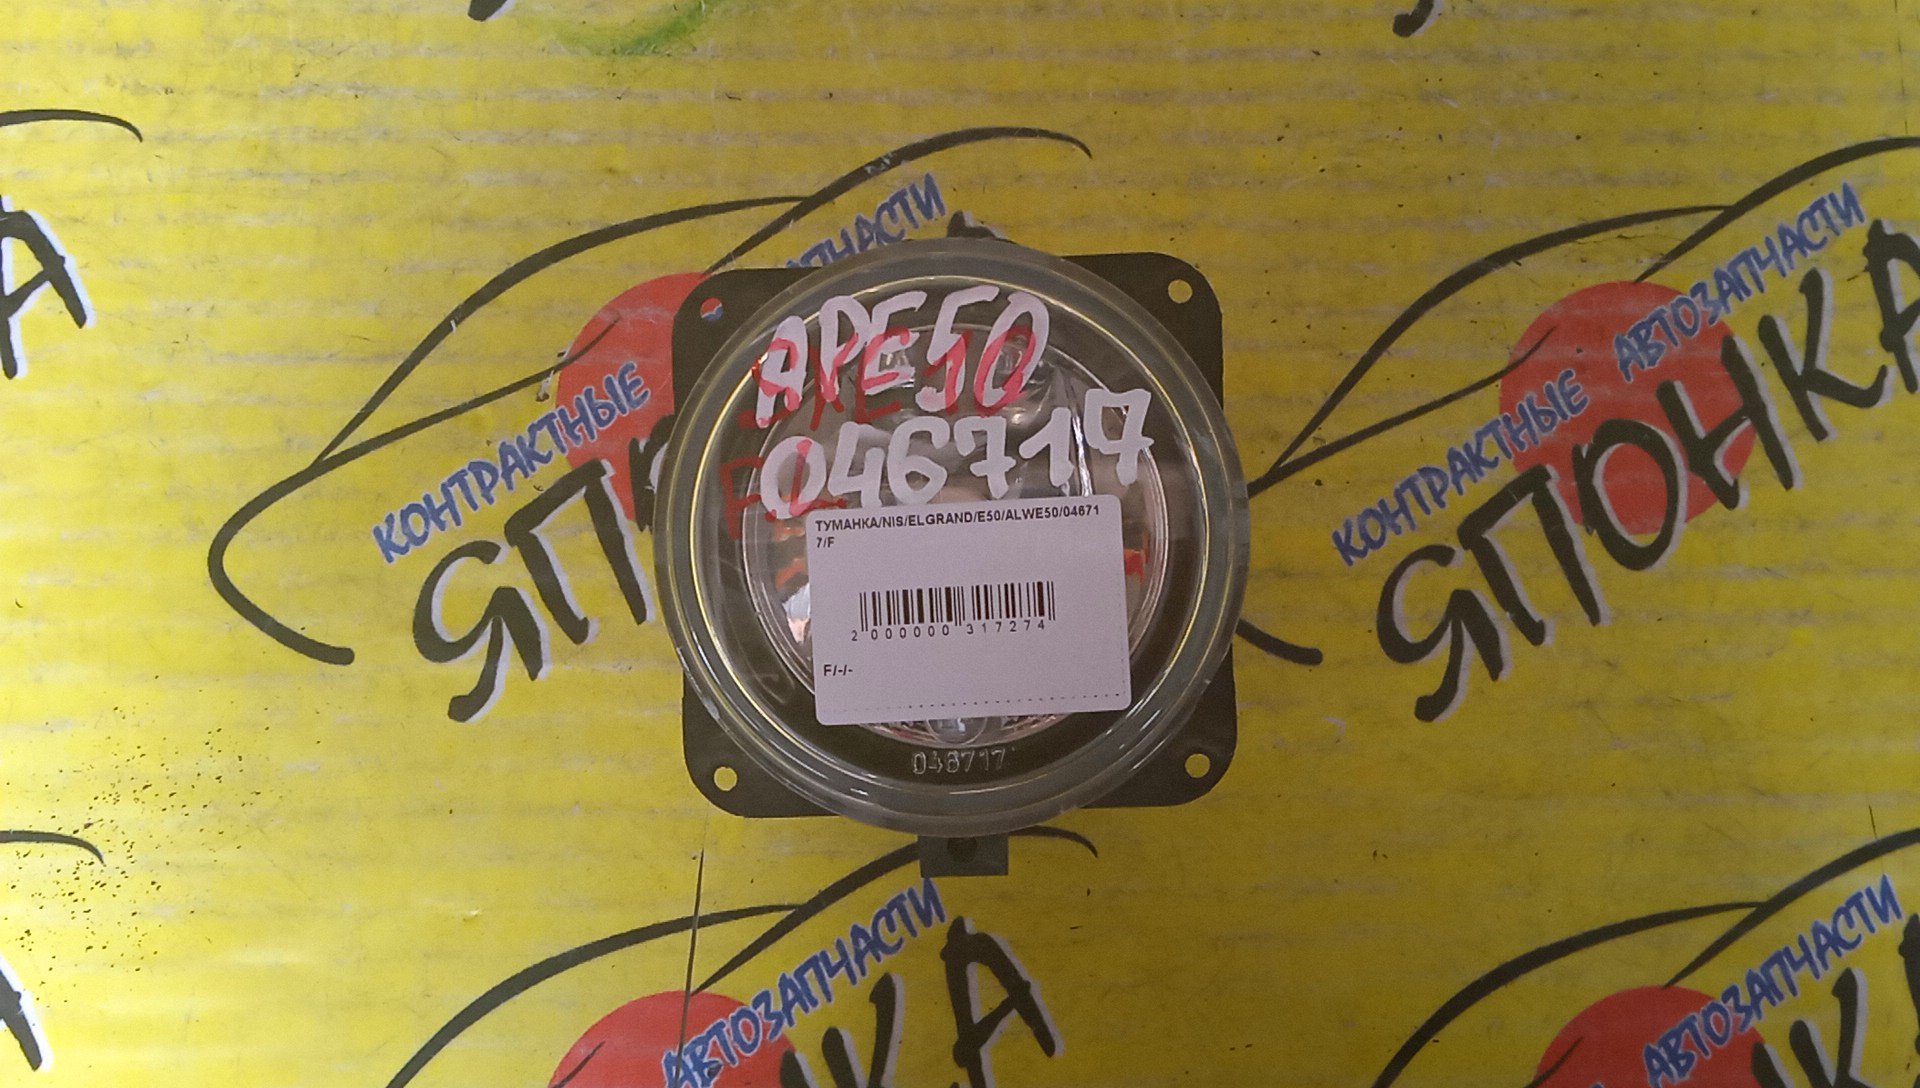 АВТОЗАПЧАСТИ
КОНТРАКТНЫЕ
ЯПОНКА
КОНТРАКТНЫЕ
APE50
046717
ТУМАНКА/NIS/ELGRAND/E50/ALWE50/04671
7/F
2 000000 317274
F/-/-
046717
АВТОЗАПЧАСТИ
АВТОЗАПЧАСТИ